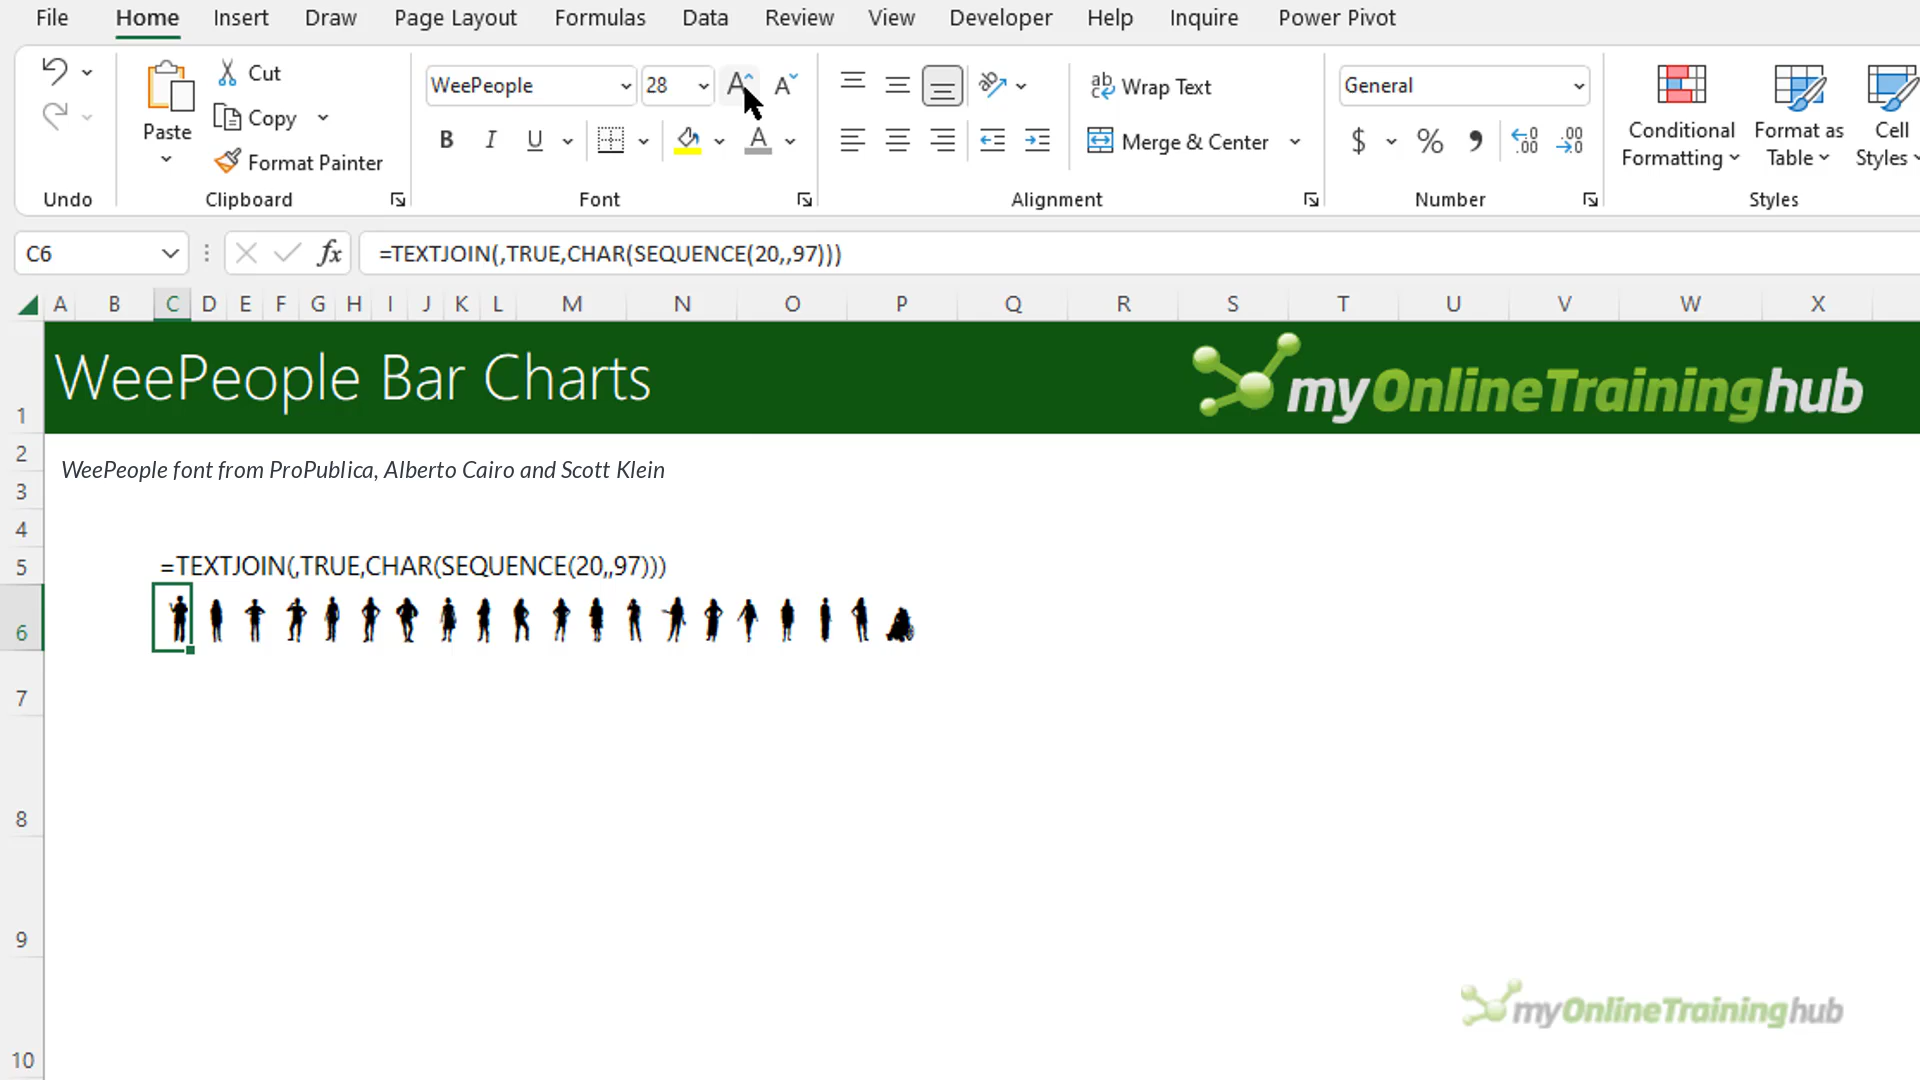 File Home Insert Draw Page Layout Formulas Data Review View Developer Help Inquire Power Pivot
Undo
Paste
Cut
Copy
Format Painter
Clipboard
WeePeople 28
B I U
Font
Wrap Text
Merge & Center
Alignment
General
$ %
Number
Conditional Formatting
Format as Table
Cell Styles
Styles
C6 fx =TEXTJOIN(,TRUE,CHAR(SEQUENCE(20,,97)))
A B C D E F G H I J K L M N O P Q R S T U V W X
1 WeePeople Bar Charts
myOnlineTraininghub
2 WeePeople font from ProPublica, Alberto Cairo and Scott Klein
3
4
5 =TEXTJOIN(,TRUE,CHAR(SEQUENCE(20,,97)))
6
7
8
9
myOnlineTraininghub
10